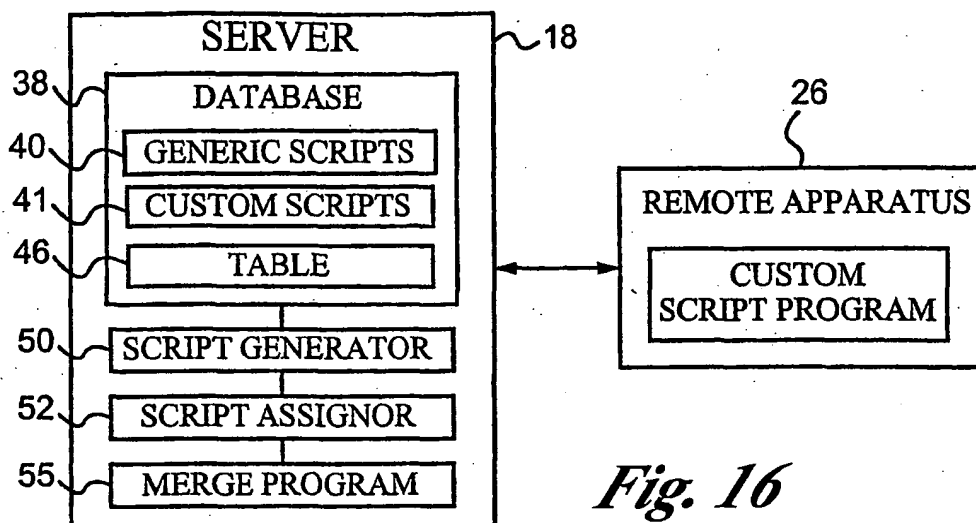 SERVER
18
38
DATABASE
40
GENERIC SCRIPTS
41
CUSTOM SCRIPTS
46
TABLE
50
SCRIPT GENERATOR
52
SCRIPT ASSIGNOR
55
MERGE PROGRAM
26
REMOTE APPARATUS
CUSTOM
SCRIPT PROGRAM
Fig. 16